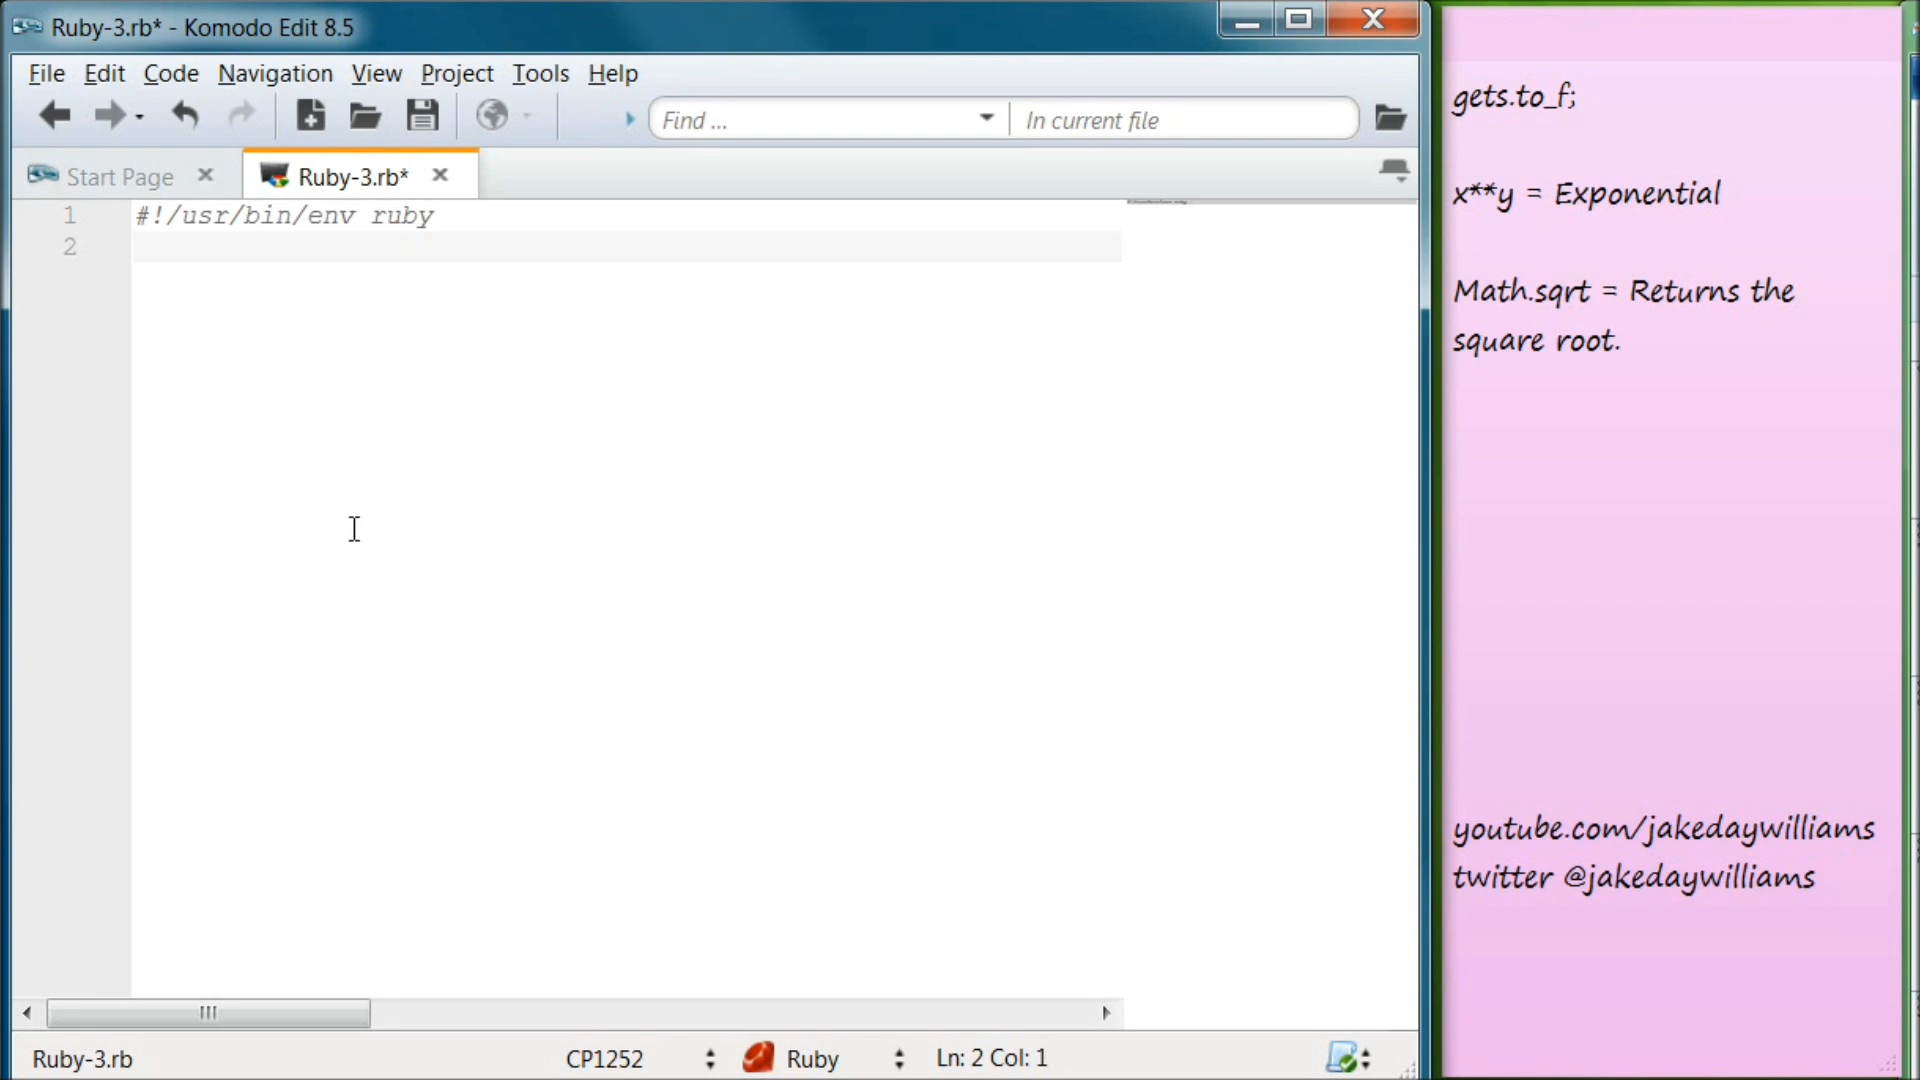 Ruby-3.rb* - Komodo Edit 8.5
File Edit Code Navigation View Project Tools Help
Find ... In current file
Start Page Ruby-3.rb*
1 #!/usr/bin/env ruby
2
Ruby-3.rb CP1252 Ruby Ln: 2 Col: 1
gets.to_f;
x**y = Exponential
Math.sqrt = Returns the
square root.
youtube.com/jakedaywilliams
twitter @jakedaywilliams